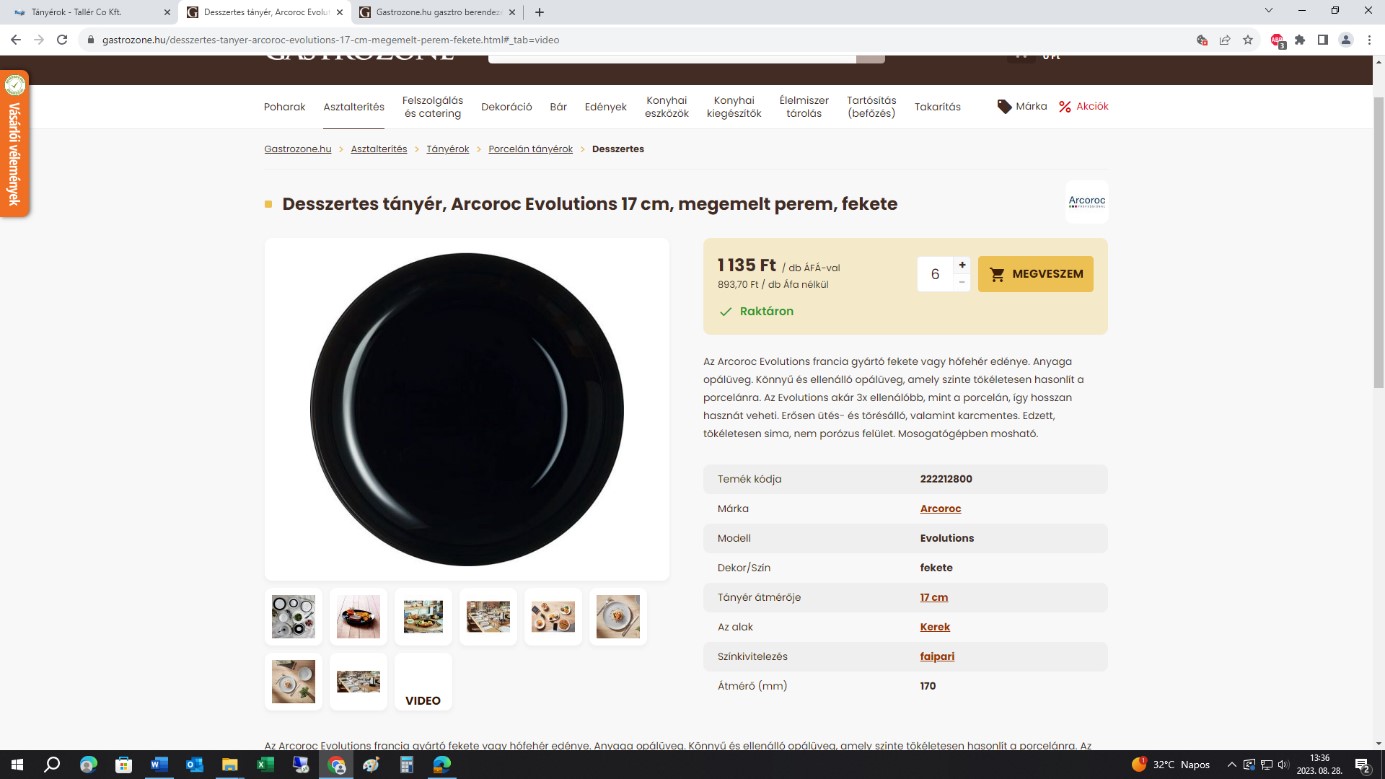 Tányérok - Tallér Co Kft.
Desszertes tányér, Arcoroc Evolut
Gastrozone.hu gasztro berendez
gastrozone.hu/desszertes-tanyer-arcoroc-evolutions-17-cm-megemelt-perem-fekete.html#_tab=video
GASTROZONE
0 Ft
Vásárlói vélemények
Poharak
Asztalterítés
Felszolgálás
és catering
Dekoráció
Bár
Edények
Konyhai
eszközök
Konyhai
kiegészítők
Élelmiszer
tárolás
Tartósítás
(befőzés)
Takarítás
Márka
Akciók
Gastrozone.hu > Asztalterítés > Tányérok > Porcelán tányérok > Desszertes
Desszertes tányér, Arcoroc Evolutions 17 cm, megemelt perem, fekete
Arcoroc
1 135 Ft / db ÁFÁ-val
893,70 Ft / db Áfa nélkül
6
+
-
MEGVESZEM
Raktáron
Az Arcoroc Evolutions francia gyártó fekete vagy hófehér edénye. Anyaga
opálüveg. Könnyű és ellenálló opálüveg, amely szinte tökéletesen hasonlít a
porcelánra. Az Evolutions akár 3x ellenállóbb, mint a porcelán, így hosszan
hasznát veheti. Erősen ütés- és törésálló, valamint karcmentes. Edzett,
tökéletesen sima, nem porózus felület. Mosogatógépben mosható.
Temék kódja 222212800
Márka Arcoroc
Modell Evolutions
Dekor/Szín fekete
Tányér átmérője 17 cm
Az alak Kerek
Színkivitelezés faipari
Átmérő (mm) 170
VIDEO
Az Arcoroc Evolutions francia gyártó fekete vagy hófehér edénye. Anyaga opálüveg. Könnyű és ellenálló opálüveg, amely szinte tökéletesen hasonlít a porcelánra. Az
32°C Napos
13:36
2023. 08. 28.
2